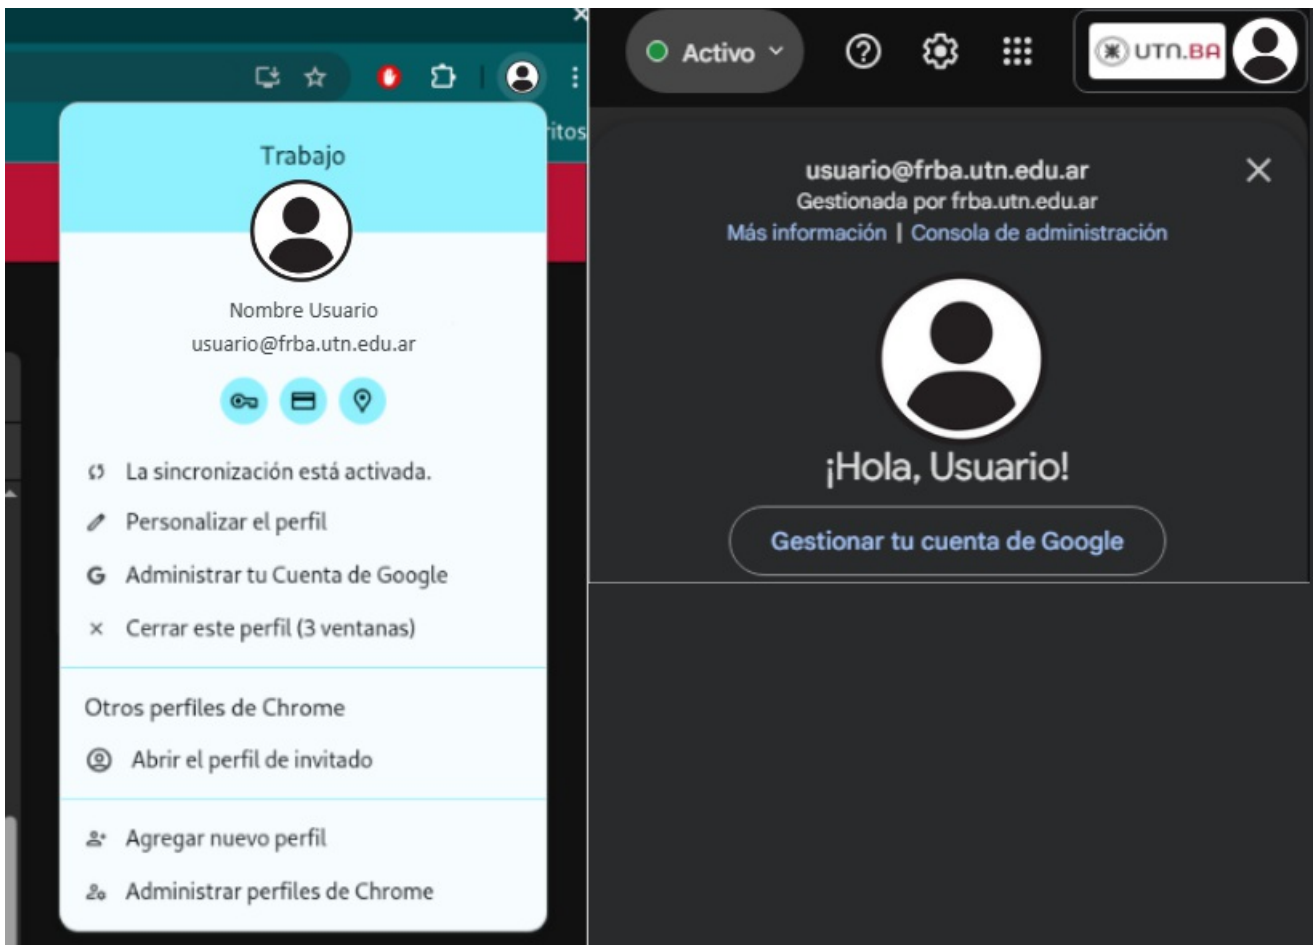 ritos
Trabajo
Nombre Usuario
usuario@frba.utn.edu.ar
La sincronización está activada.
Personalizar el perfil
G Administrar tu Cuenta de Google
Cerrar este perfil (3 ventanas)
Otros perfiles de Chrome
Abrir el perfil de invitado
Agregar nuevo perfil
Administrar perfiles de Chrome
Activo
UTN.BA
usuario@frba.utn.edu.ar
Gestionada por frba.utn.edu.ar
Más información | Consola de administración
¡Hola, Usuario!
Gestionar tu cuenta de Google